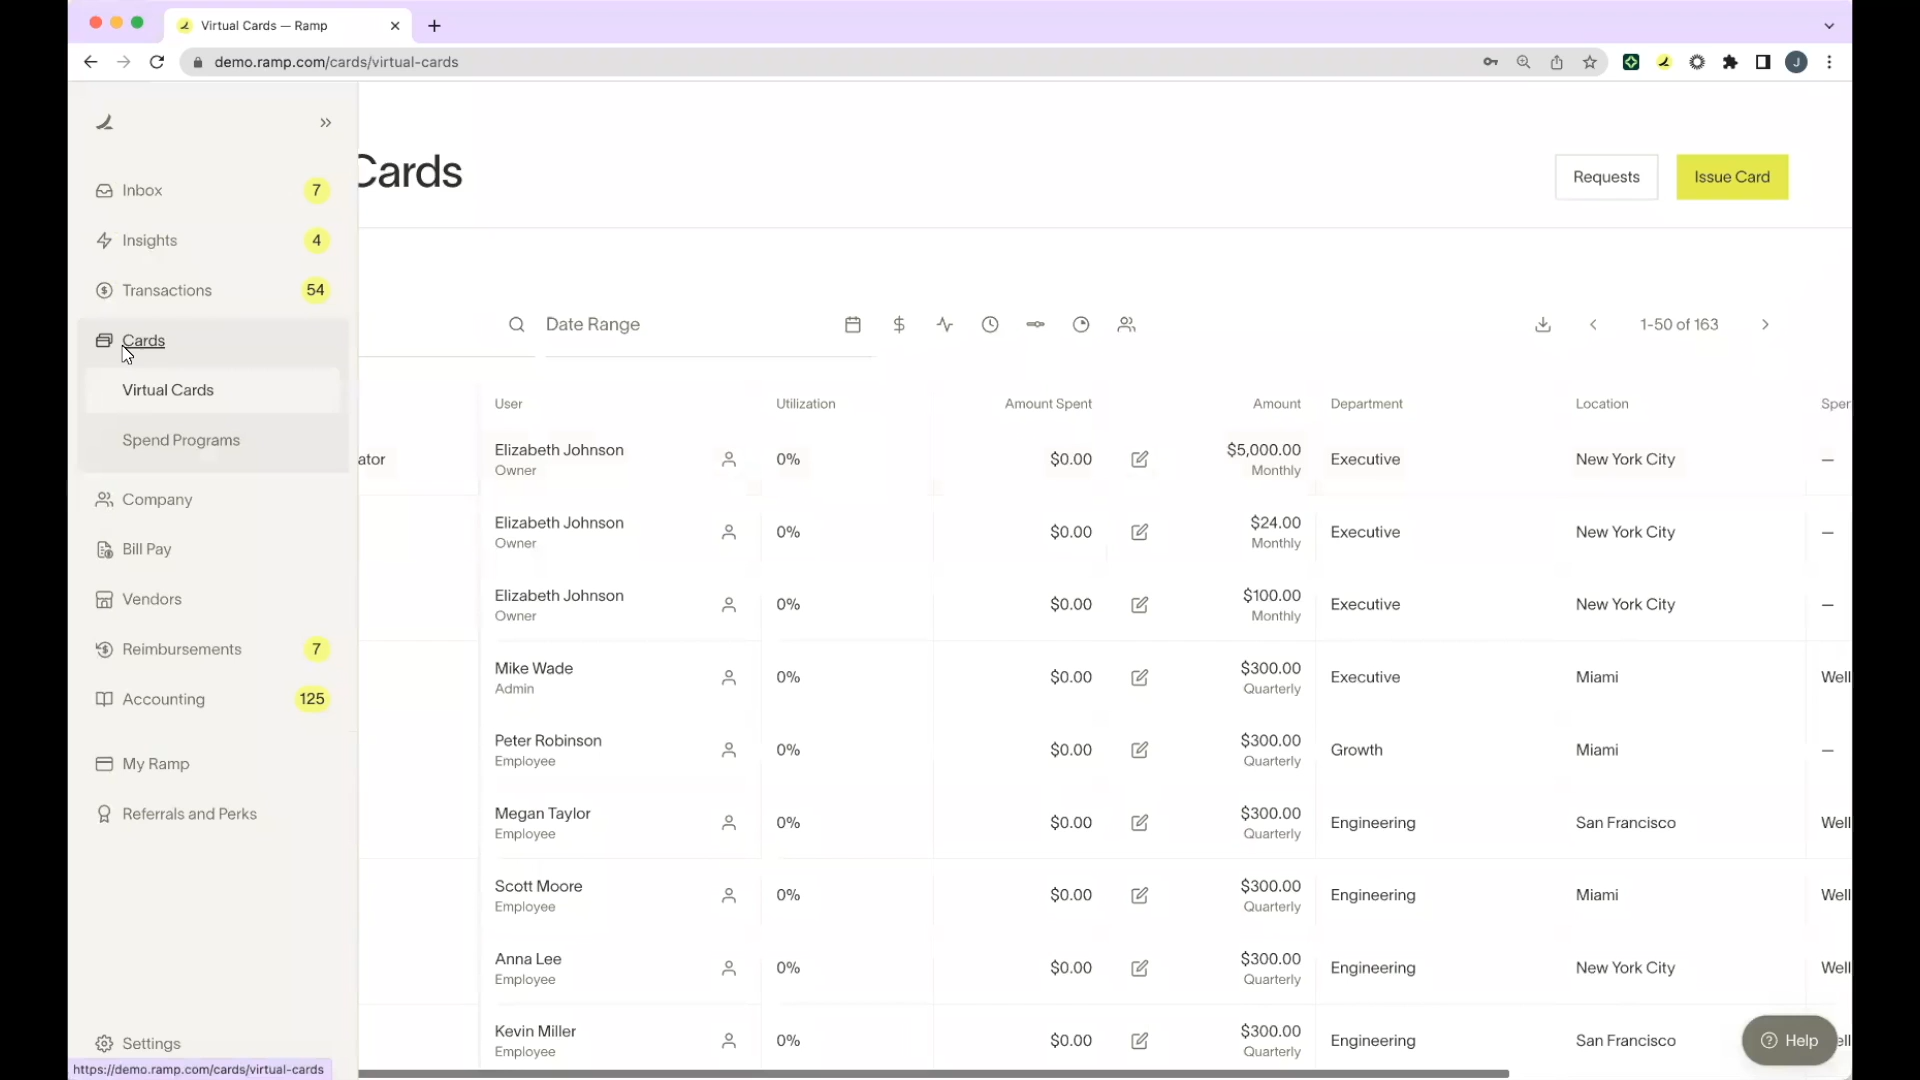 Virtual Cards — Ramp
demo.ramp.com/cards/virtual-cards
J
Inbox 7
Insights 4
Transactions 54
Cards
Virtual Cards
Spend Programs
Company
Bill Pay
Vendors
Reimbursements 7
Accounting 125
My Ramp
Referrals and Perks
Settings
https://demo.ramp.com/cards/virtual-cards
Cards
Requests
Issue Card
Date Range
1-50 of 163
User Utilization Amount Spent Amount Department Location Sper
ator
Elizabeth Johnson 0% $0.00 $5,000.00 Executive New York City —
Owner Monthly
Elizabeth Johnson 0% $0.00 $24.00 Executive New York City —
Owner Monthly
Elizabeth Johnson 0% $0.00 $100.00 Executive New York City —
Owner Monthly
Mike Wade 0% $0.00 $300.00 Executive Miami Well
Admin Quarterly
Peter Robinson 0% $0.00 $300.00 Growth Miami —
Employee Quarterly
Megan Taylor 0% $0.00 $300.00 Engineering San Francisco Well
Employee Quarterly
Scott Moore 0% $0.00 $300.00 Engineering Miami Well
Employee Quarterly
Anna Lee 0% $0.00 $300.00 Engineering New York City Well
Employee Quarterly
Kevin Miller 0% $0.00 $300.00 Engineering San Francisco ell
Employee Quarterly
Help